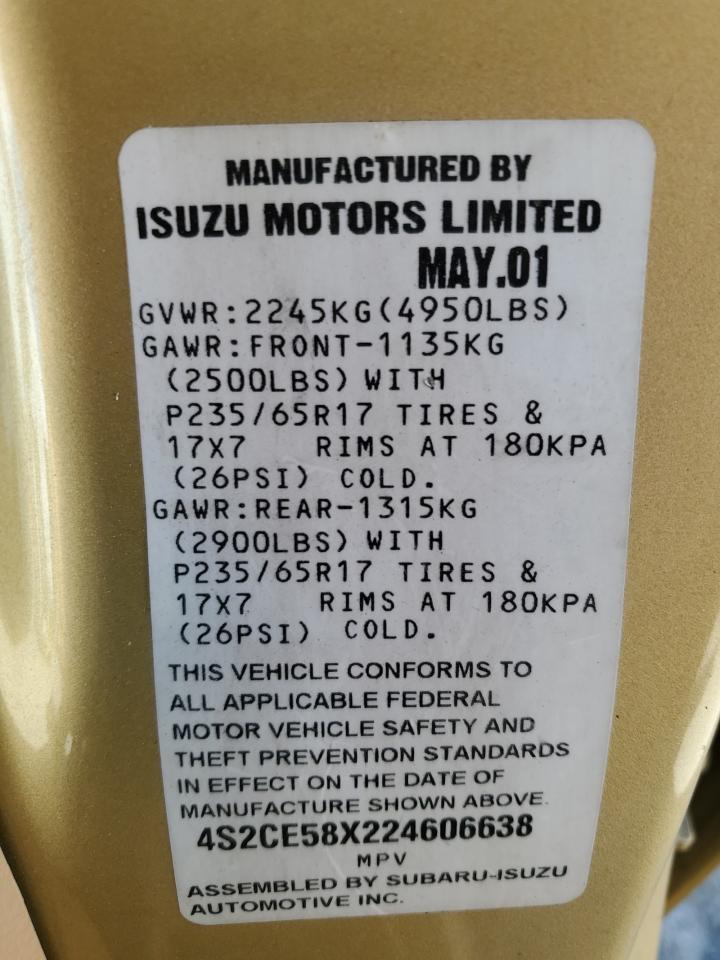 MANUFACTURED BY
ISUZU MOTORS LIMITED
MAY.01
GVWR:2245KG(4950LBS)
GAWR:FRONT-1135KG
(2500LBS) WITH
P235/65R17 TIRES &
17X7 RIMS AT 180KPA
(26PSI) COLD.
GAWR:REAR-1315KG
(2900LBS) WITH
P235/65R17 TIRES &
17X7 RIMS AT 180KPA
(26PSI) COLD.
THIS VEHICLE CONFORMS TO
ALL APPLICABLE FEDERAL
MOTOR VEHICLE SAFETY AND
THEFT PREVENTION STANDARDS
IN EFFECT ON THE DATE OF
MANUFACTURE SHOWN ABOVE.
4S2CE58X224606638
MPV
ASSEMBLED BY SUBARU-ISUZU
AUTOMOTIVE INC.